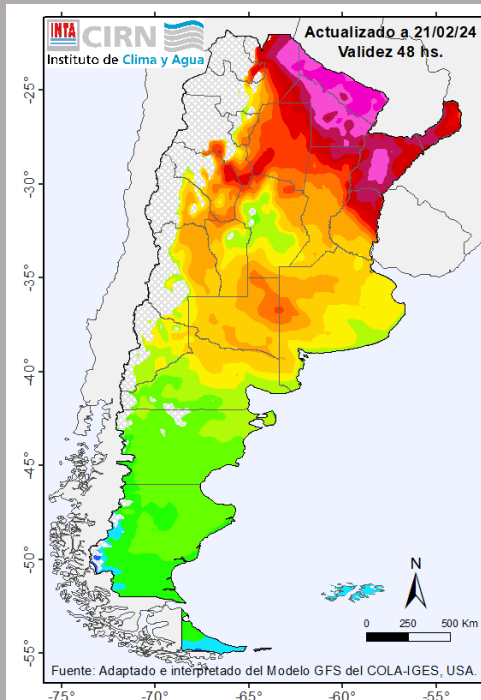 INTA CIRN
Instituto de Clima y Agua
Actualizado a 21/02/24
Validez 48 hs.
-25°
-30°
-35°
-40°
-45°
-50°
-55°
N
0 250 500 Km
Fuente: Adaptado e interpretado del Modelo GFS del COLA-IGES, USA.
-75° -70° -65° -60° -55°